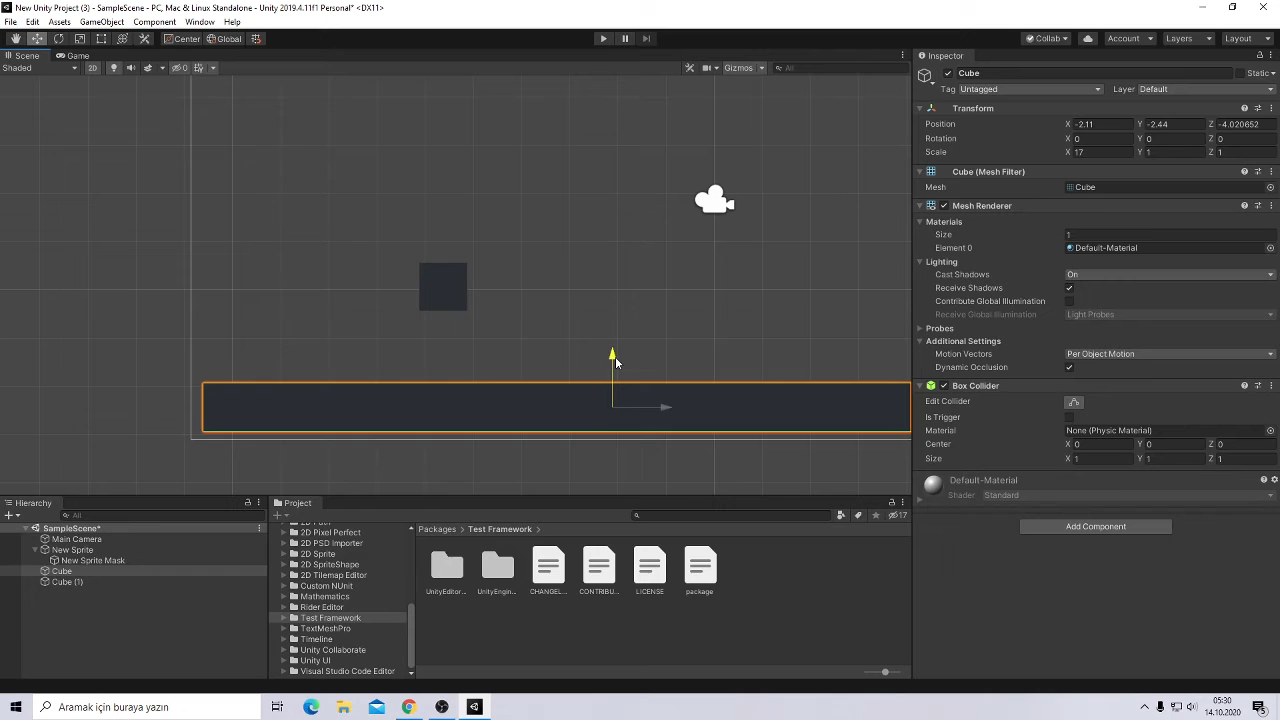 New Unity Project (3) - SampleScene - PC, Mac & Linux Standalone - Unity 2019.4.11f1 Personal* <DX11>
File Edit Assets GameObject Component Window Help
Center Global Collab Account Layers Layout
Scene Game
Shaded 2D 0 Gizmos All
Inspector
Cube Static
Tag Untagged Layer Default
Transform
Position X -2.11 Y -2.44 Z -4.020652
Rotation X 0 Y 0 Z 0
Scale X 17 Y 1 Z 1
Cube (Mesh Filter)
Mesh Cube
Mesh Renderer
Materials
Size 1
Element 0 Default-Material
Lighting
Cast Shadows On
Receive Shadows
Contribute Global Illumination
Receive Global Illumination Light Probes
Probes
Additional Settings
Motion Vectors Per Object Motion
Dynamic Occlusion
Box Collider
Edit Collider
Is Trigger
Material None (Physic Material)
Center X 0 Y 0 Z 0
Size X 1 Y 1 Z 1
Default-Material
Shader Standard
Add Component
Hierarchy
All
SampleScene*
Main Camera
New Sprite
New Sprite Mask
Cube
Cube (1)
Project
17
2D Pixel Perfect
2D PSD Importer
2D Sprite
2D SpriteShape
2D Tilemap Editor
Custom NUnit
Mathematics
Rider Editor
Test Framework
TextMeshPro
Timeline
Unity Collaborate
Unity UI
Visual Studio Code Editor
Packages Test Framework
UnityEditor... UnityEngin... CHANGEL... CONTRIBU... LICENSE package
Aramak için buraya yazın
05:30
14.10.2020
5